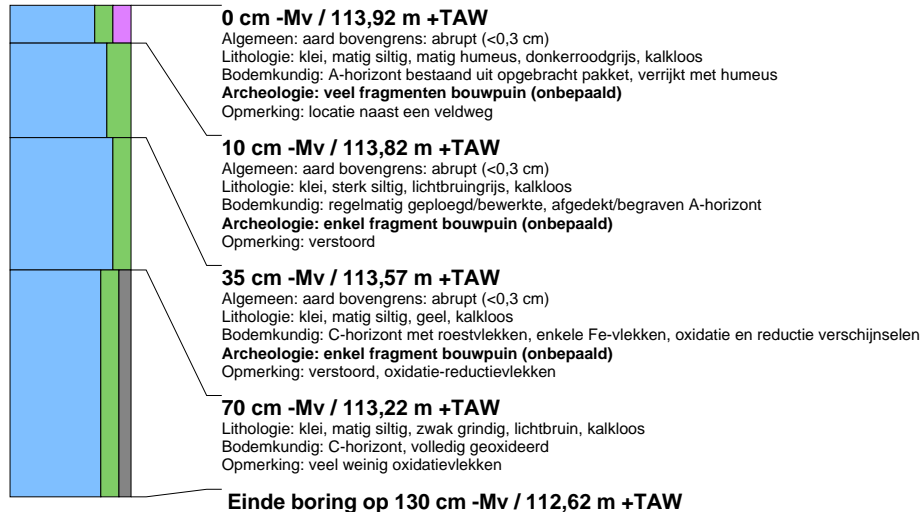 0 cm -Mv / 113,92 m +TAW
Algemeen: aard bovengrens: abrupt (<0,3 cm)
Lithologie: klei, matig siltig, matig humeus, donkerroodgrijs, kalkloos
Bodemkundig: A-horizont bestaand uit opgebracht pakket, verrijkt met humeus
Archeologie: veel fragmenten bouwpuin (onbepaald)
Opmerking: locatie naast een veldweg
10 cm -Mv / 113,82 m +TAW
Algemeen: aard bovengrens: abrupt (<0,3 cm)
Lithologie: klei, sterk siltig, lichtbruingrijs, kalkloos
Bodemkundig: regelmatig geploegd/bewerkte, afgedekt/begraven A-horizont
Archeologie: enkel fragment bouwpuin (onbepaald)
Opmerking: verstoord
35 cm -Mv / 113,57 m +TAW
Algemeen: aard bovengrens: abrupt (<0,3 cm)
Lithologie: klei, matig siltig, geel, kalkloos
Bodemkundig: C-horizont met roestvlekken, enkele Fe-vlekken, oxidatie en reductie verschijnselen
Archeologie: enkel fragment bouwpuin (onbepaald)
Opmerking: verstoord, oxidatie-reductievlekken
70 cm -Mv / 113,22 m +TAW
Lithologie: klei, matig siltig, zwak grindig, lichtbruin, kalkloos
Bodemkundig: C-horizont, volledig geoxideerd
Opmerking: veel weinig oxidatievlekken
Einde boring op 130 cm -Mv / 112,62 m +TAW